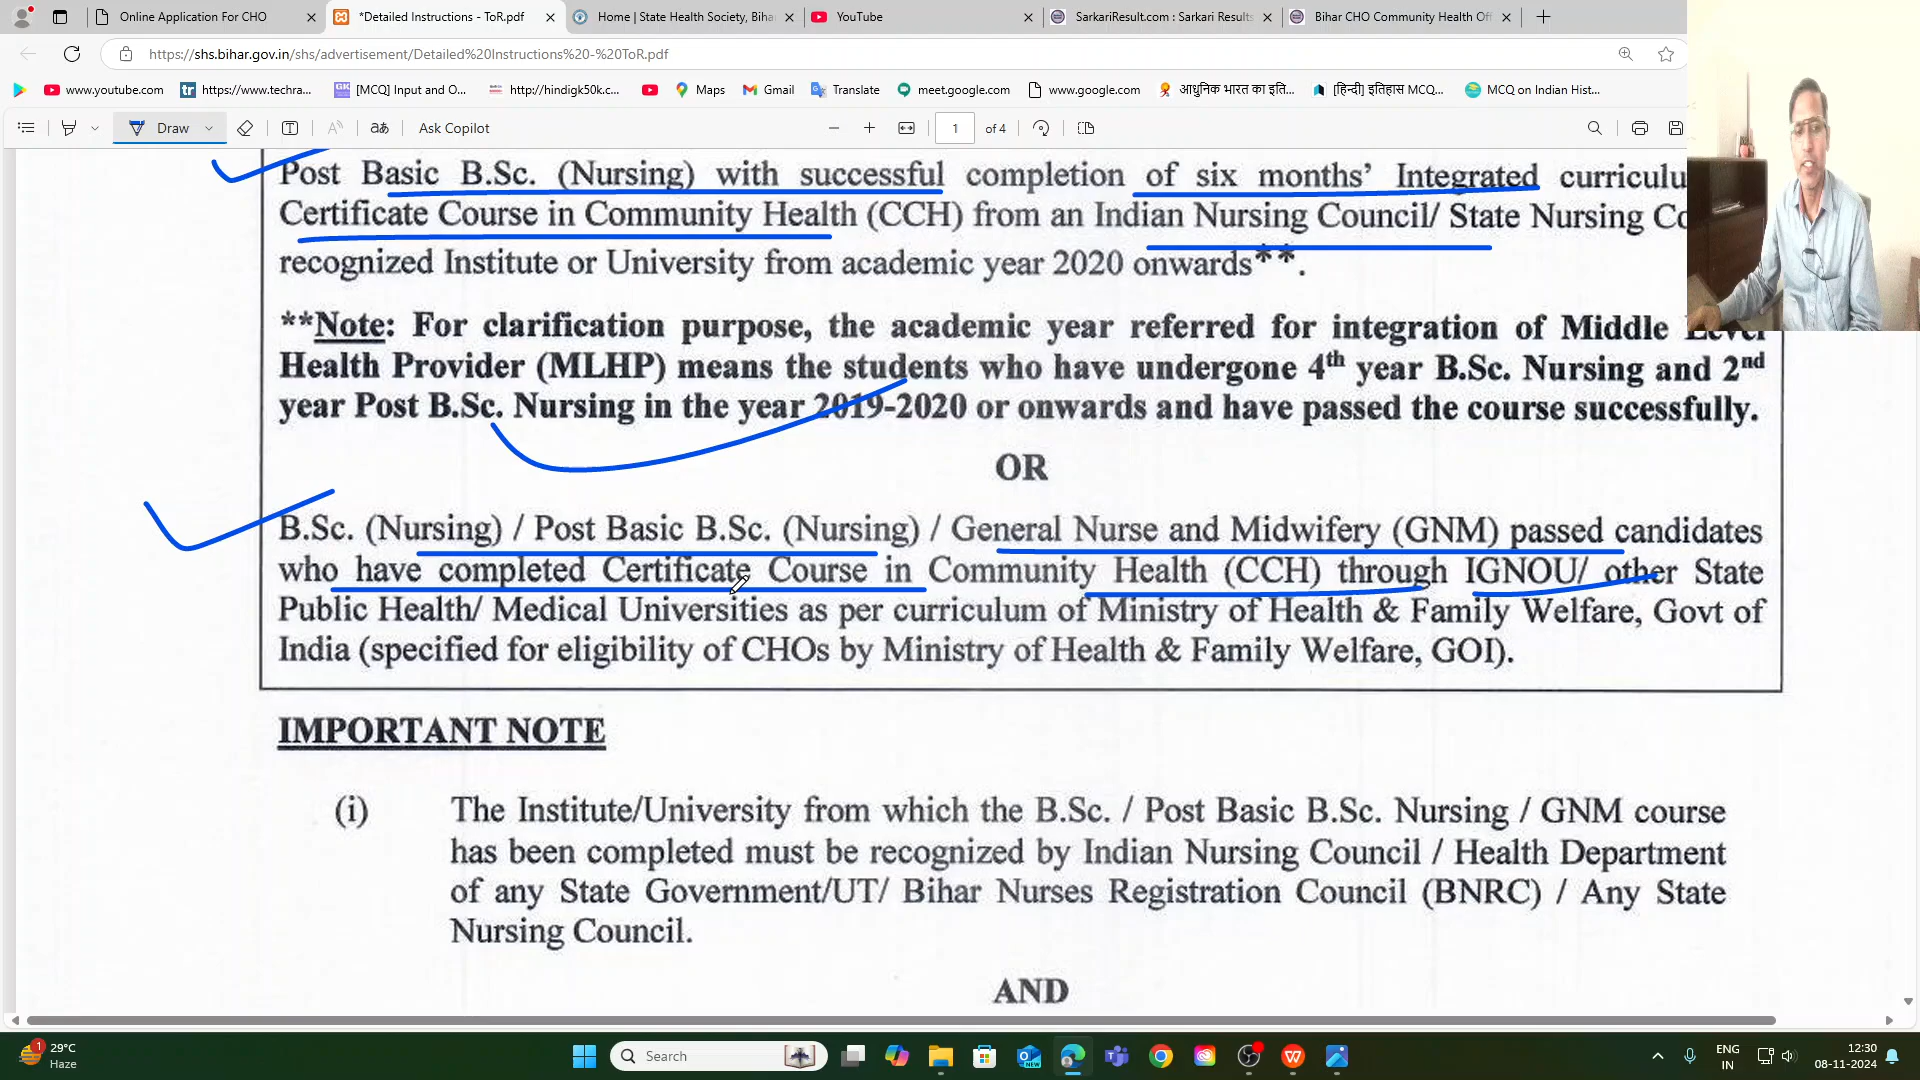 Online Application For CHO
*Detailed Instructions - ToR.pdf
Home | State Health Society, Biha
YouTube
SarkariResult.com : Sarkari Results
Bihar CHO Community Health Off
https://shs.bihar.gov.in/shs/advertisement/Detailed%20Instructions%20-%20ToR.pdf
www.youtube.com
https://www.techra...
[MCQ] Input and O...
http://hindigk50k.c...
Maps
Gmail
Translate
meet.google.com
www.google.com
आधुनिक भारत का इति...
[हिन्दी] इतिहास MCQ...
MCQ on Indian Hist...
Draw
Ask Copilot
1 of 4
Post Basic B.Sc. (Nursing) with successful completion of six months' Integrated curriculu
Certificate Course in Community Health (CCH) from an Indian Nursing Council/ State Nursing Co
recognized Institute or University from academic year 2020 onwards**.
**Note: For clarification purpose, the academic year referred for integration of Middle Level
Health Provider (MLHP) means the students who have undergone 4th year B.Sc. Nursing and 2nd
year Post B.Sc. Nursing in the year 2019-2020 or onwards and have passed the course successfully.
OR
B.Sc. (Nursing) / Post Basic B.Sc. (Nursing) / General Nurse and Midwifery (GNM) passed candidates
who have completed Certificate Course in Community Health (CCH) through IGNOU/ other State
Public Health/ Medical Universities as per curriculum of Ministry of Health & Family Welfare, Govt of
India (specified for eligibility of CHOs by Ministry of Health & Family Welfare, GOI).
IMPORTANT NOTE
(i) The Institute/University from which the B.Sc. / Post Basic B.Sc. Nursing / GNM course
has been completed must be recognized by Indian Nursing Council / Health Department
of any State Government/UT/ Bihar Nurses Registration Council (BNRC) / Any State
Nursing Council.
AND
29°C
Haze
Search
ENG
IN
12:30
08-11-2024